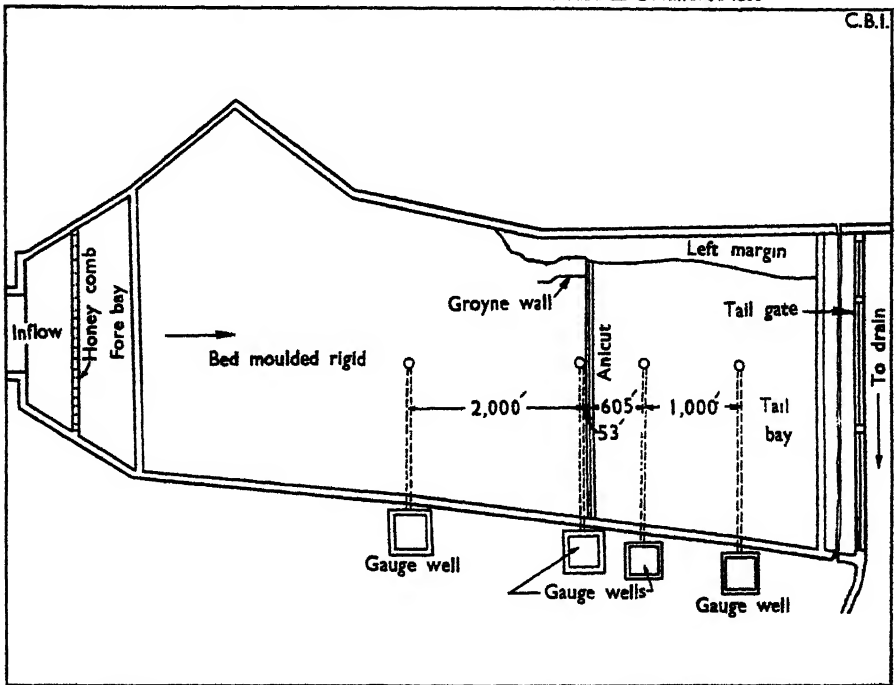 C.B.I.
Left margin
Groyne wall
Tail gate
Inflow
Honey comb
Fore bay
Bed moulded rigid
Anicut
To drain
2,000′
605′
1,000′
53′
Tail
bay
Gauge well
Gauge wells
Gauge well